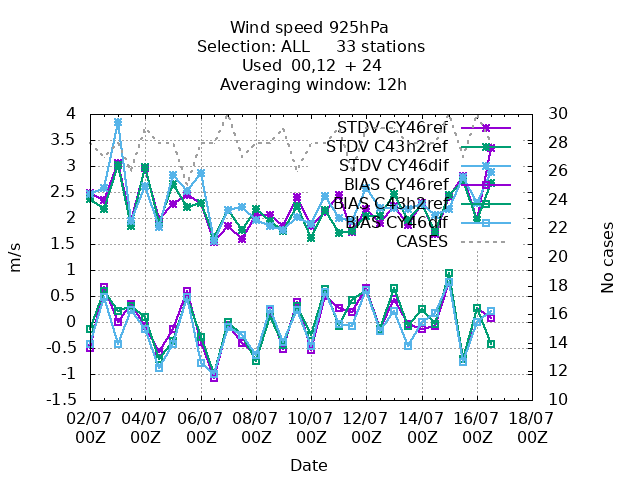 Wind speed 925hPa
Selection: ALL 33 stations
Used 00,12 + 24
Averaging window: 12h
4 30
3.5 28
3 26
2.5 24
2 22
1.5 20
1 18
0.5 16
0 14
-0.5 12
-1 10
-1.5
m/s
No cases
STDV CY46ref
STDV C43h2ref
STDV CY46dif
BIAS CY46ref
BIAS C43h2ref
BIAS CY46dif
CASES
02/07 04/07 06/07 08/07 10/07 12/07 14/07 16/07 18/07
00Z 00Z 00Z 00Z 00Z 00Z 00Z 00Z 00Z
Date